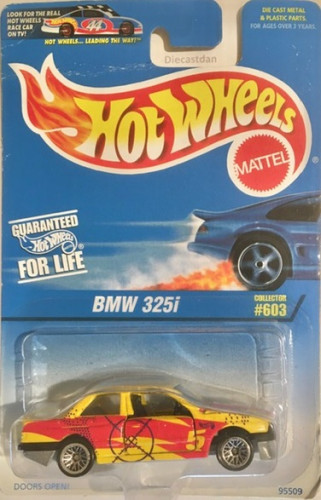 LOOK FOR THE REAL
HOT WHEELS
RACE CAR
ON TV!
44
HOT WHEELS... LEADING THE WAY!
DIE CAST METAL
& PLASTIC PARTS.
FOR AGES OVER 3 YEARS.
Diecastdan
Hot Wheels
MATTEL
GUARANTEED
Hot Wheels
FOR LIFE
BMW 325i
COLLECTOR
#603
DOORS OPEN!
95509